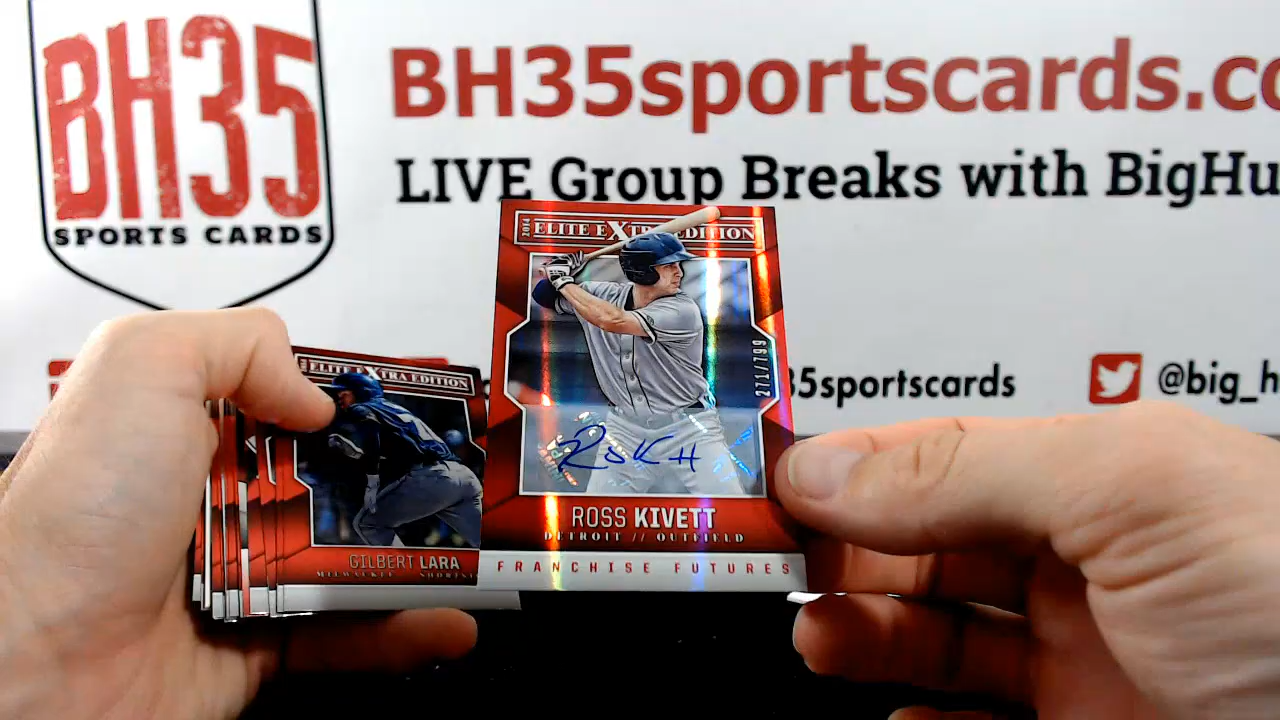 BH35
SPORTS CARDS
BH35sportscards.co
LIVE Group Breaks with BigHu
35sportscards
@big_h
2014 ELITE EXTRA EDITION
271/799
ROSS KIVETT
DETROIT // OUTFIELD
FRANCHISE FUTURES
ELITE EXTRA EDITION
GILBERT LARA
MILWAUKEE